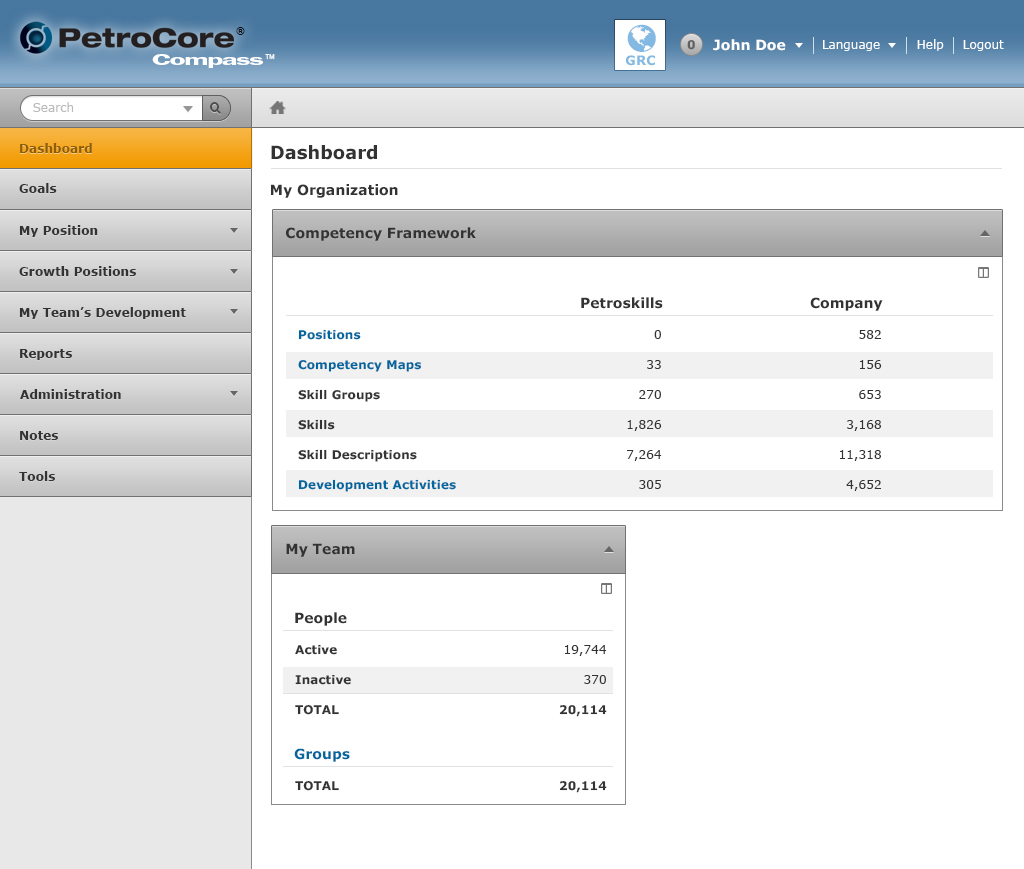 PetroCore®
Compass™
GRC
0 John Doe Language Help Logout
Search
Dashboard
Goals
My Position
Growth Positions
My Team’s Development
Reports
Administration
Notes
Tools
Dashboard
My Organization
Competency Framework
Petroskills Company
Positions 0 582
Competency Maps 33 156
Skill Groups 270 653
Skills 1,826 3,168
Skill Descriptions 7,264 11,318
Development Activities 305 4,652
My Team
People
Active 19,744
Inactive 370
TOTAL 20,114
Groups
TOTAL 20,114